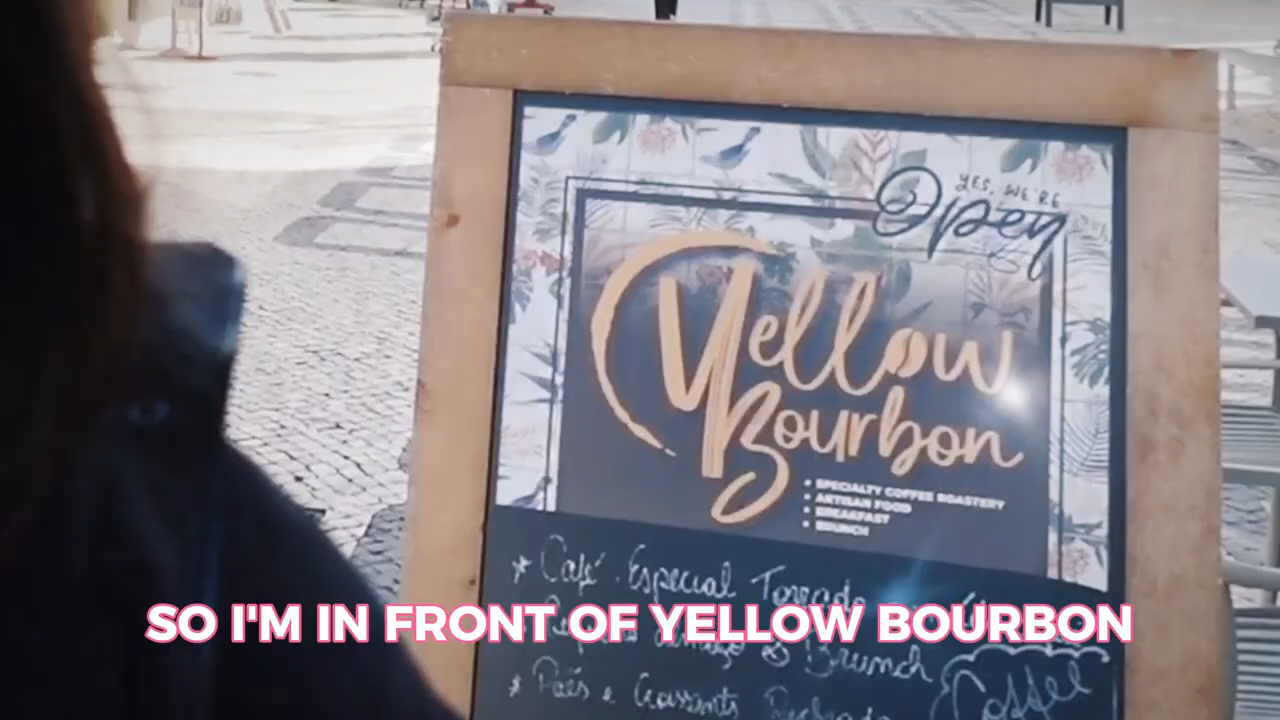 YES, WE'RE
Open
Yellow
Bourbon
• SPECIALTY COFFEE ROASTERY
• ARTISAN FOOD
• BREAKFAST
• BRUNCH
* Café Especial Torrado
SO I'M IN FRONT OF YELLOW BOURBON
& Brunch
* Pães e Croissants
Coffee